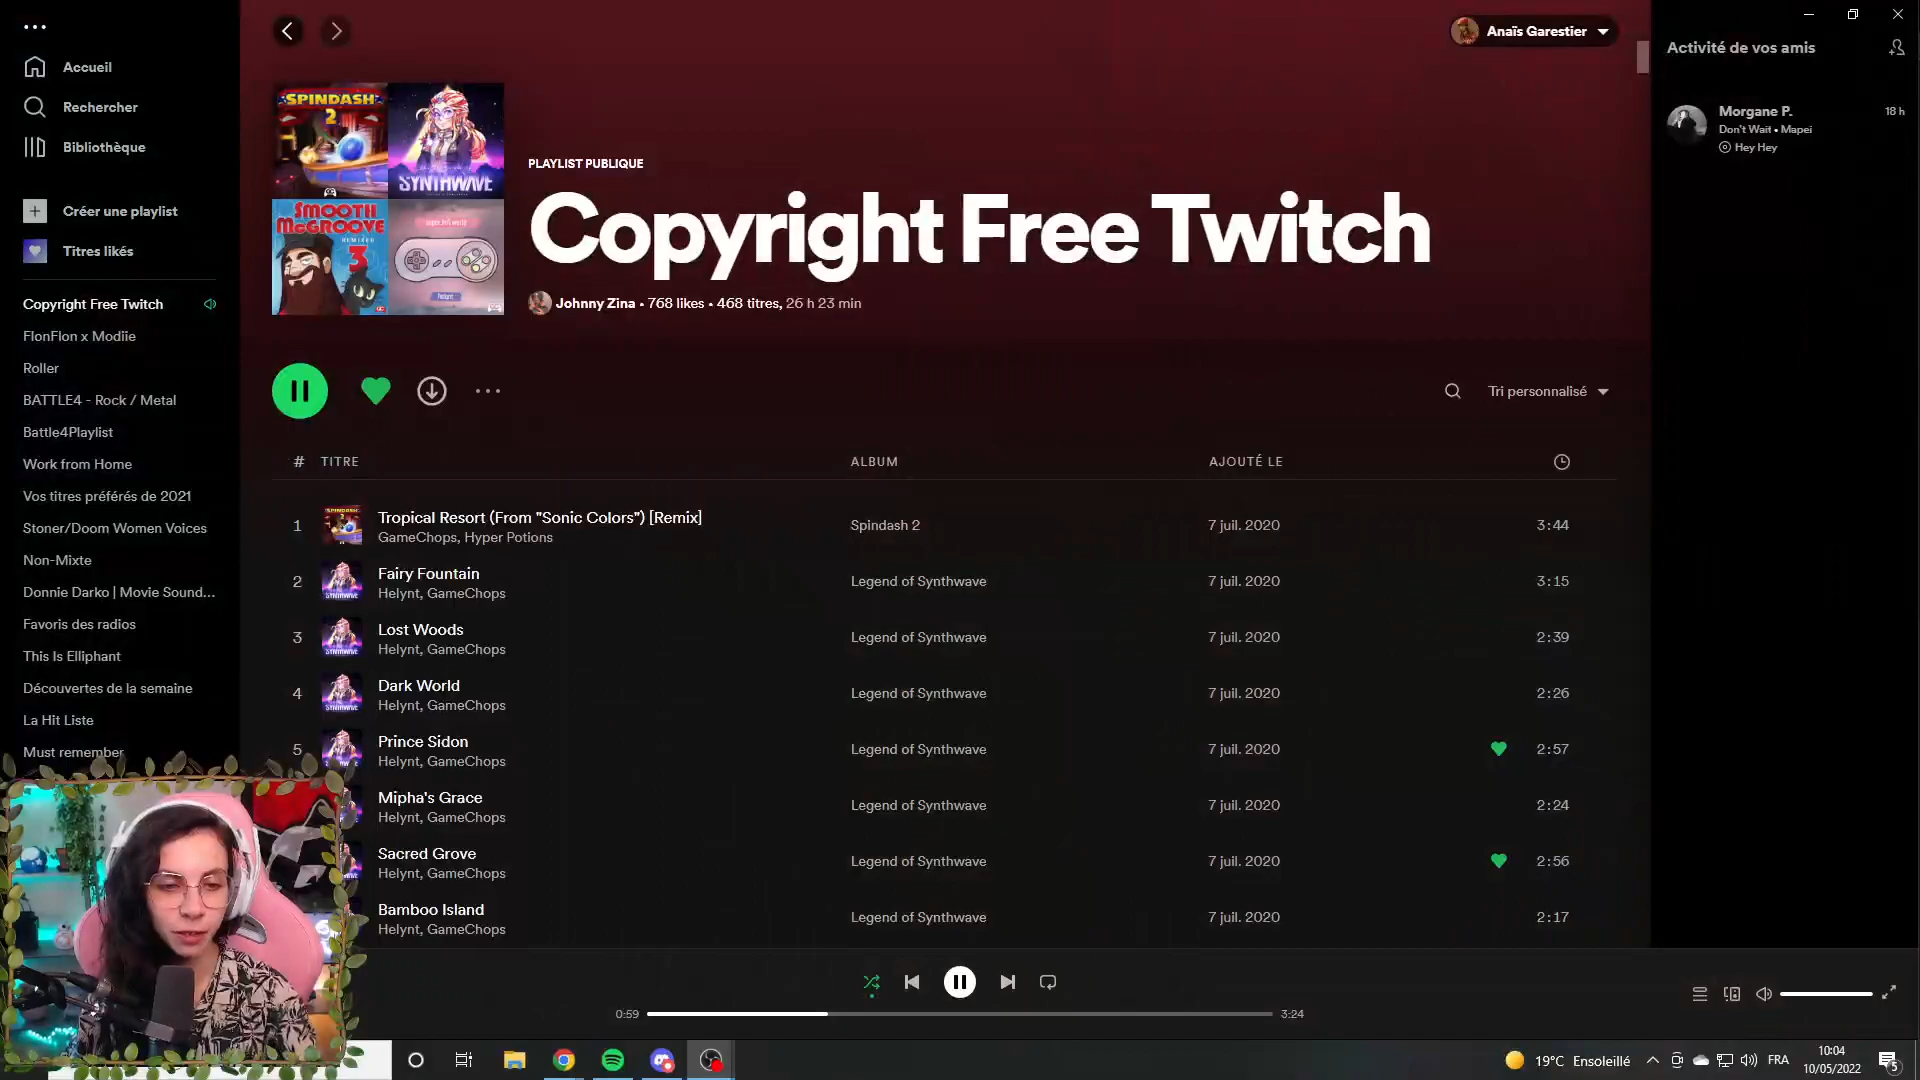 Accueil
Rechercher
Bibliothèque
Créer une playlist
Titres likés
Copyright Free Twitch
FlonFlon x Modiie
Roller
BATTLE4 - Rock / Metal
Battle4Playlist
Work from Home
Vos titres préférés de 2021
Stoner/Doom Women Voices
Non-Mixte
Donnie Darko | Movie Sound...
Favoris des radios
This Is Elliphant
Découvertes de la semaine
La Hit Liste
Must remember
Anaïs Garestier
SPINDASH
2
SYNTHWAVE
SMOOTH
McGROOVE
REMIXED
3
PLAYLIST PUBLIQUE
Copyright Free Twitch
Johnny Zina • 768 likes • 468 titres, 26 h 23 min
Tri personnalisé
# TITRE ALBUM AJOUTÉ LE
1 Tropical Resort (From "Sonic Colors") [Remix] Spindash 2 7 juil. 2020 3:44
GameChops, Hyper Potions
2 Fairy Fountain Legend of Synthwave 7 juil. 2020 3:15
Helynt, GameChops
3 Lost Woods Legend of Synthwave 7 juil. 2020 2:39
Helynt, GameChops
4 Dark World Legend of Synthwave 7 juil. 2020 2:26
Helynt, GameChops
5 Prince Sidon Legend of Synthwave 7 juil. 2020 2:57
Helynt, GameChops
Mipha's Grace Legend of Synthwave 7 juil. 2020 2:24
Helynt, GameChops
Sacred Grove Legend of Synthwave 7 juil. 2020 2:56
Helynt, GameChops
Bamboo Island Legend of Synthwave 7 juil. 2020 2:17
Helynt, GameChops
Activité de vos amis
Morgane P. 18 h
Don't Wait • Mapei
Hey Hey
0:59 3:24
19°C Ensoleillé FRA 10:04
10/05/2022
5